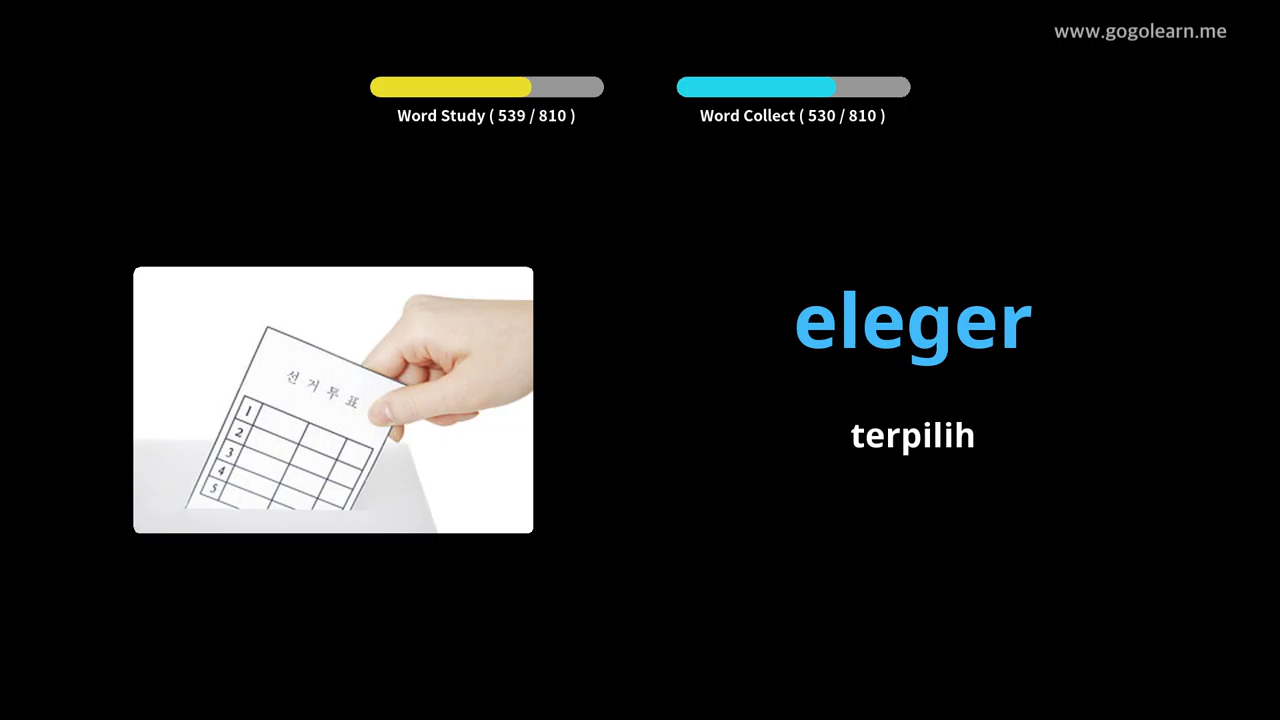 www.gogolearn.me
Word Study ( 539 / 810 )
Word Collect ( 530 / 810 )
선거투표
1
2
3
4
5
eleger
terpilih